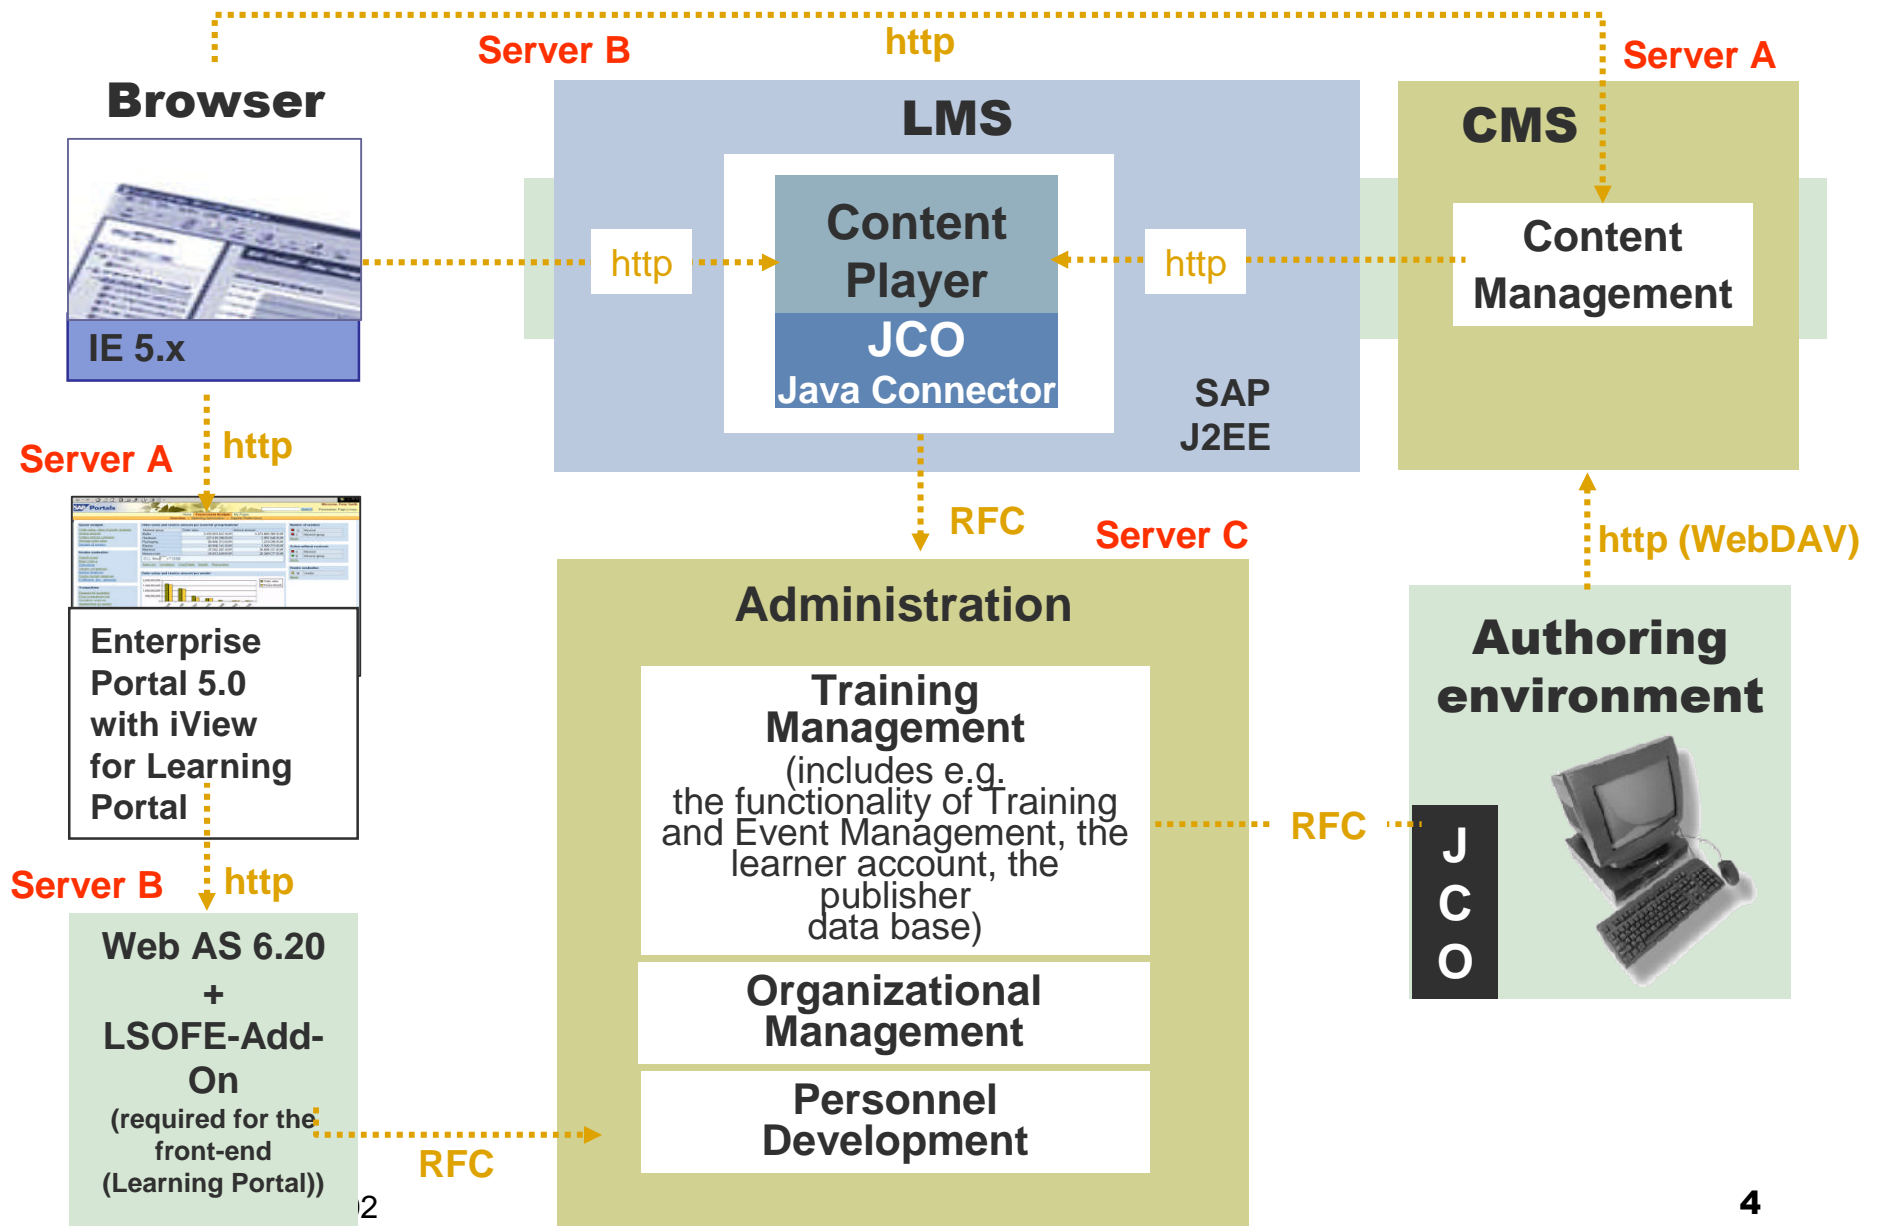 http
Server B
Server A
Browser
LMS
CMS
Content
Player
http
http
Content
Management
IE 5.x
JCO
Java Connector
SAP
J2EE
http
Server A
SAP Portals
RFC
Server C
http (WebDAV)
Enterprise
Portal 5.0
with iView
for Learning
Portal
Administration
Authoring
environment
Training
Management
(includes e.g.
the functionality of Training
and Event Management, the
learner account, the
publisher
data base)
RFC
J
C
O
Server B
http
Web AS 6.20
+
LSOFE-Add-
On
(required for the
front-end
(Learning Portal))
Organizational
Management
Personnel
Development
RFC
02
4